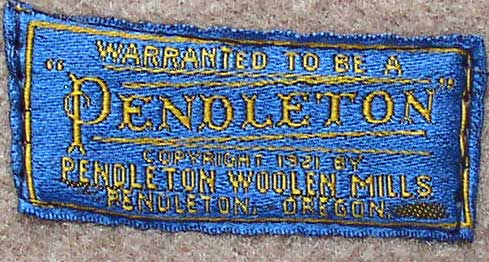 WARRANTED TO BE A
"PENDLETON"
COPYRIGHT 1921 BY
PENDLETON WOOLEN MILLS
PENDLETON, OREGON.